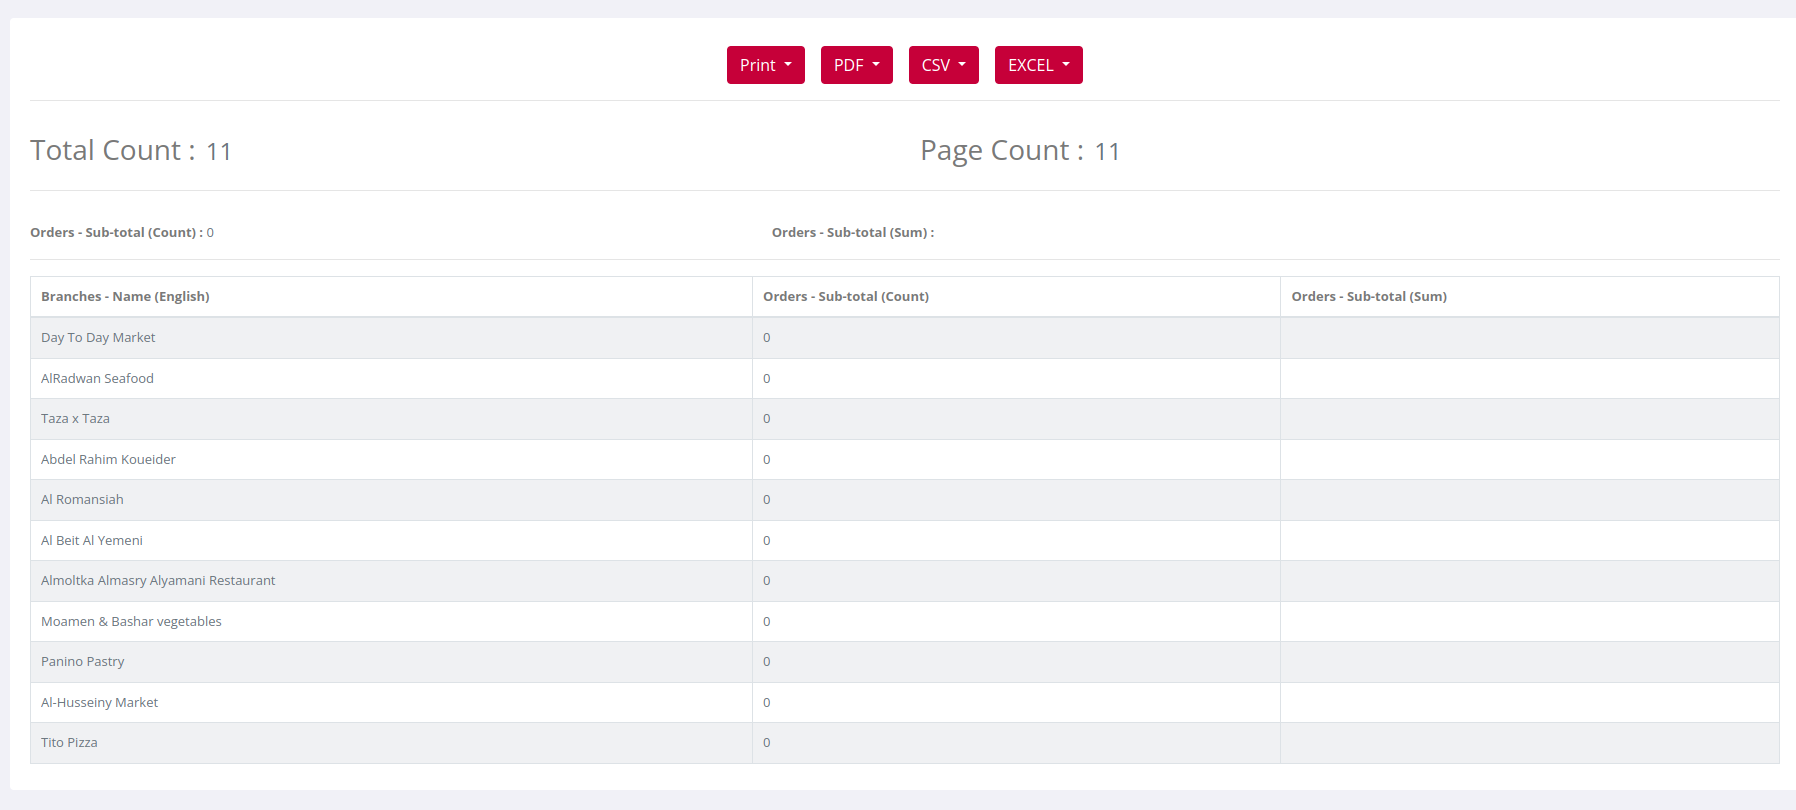 Print PDF CSV EXCEL
Total Count : 11 Page Count : 11
Orders - Sub-total (Count) : 0 Orders - Sub-total (Sum) :
Branches - Name (English) Orders - Sub-total (Count) Orders - Sub-total (Sum)
Day To Day Market 0
AlRadwan Seafood 0
Taza x Taza 0
Abdel Rahim Koueider 0
Al Romansiah 0
Al Beit Al Yemeni 0
Almoltka Almasry Alyamani Restaurant 0
Moamen & Bashar vegetables 0
Panino Pastry 0
Al-Husseiny Market 0
Tito Pizza 0